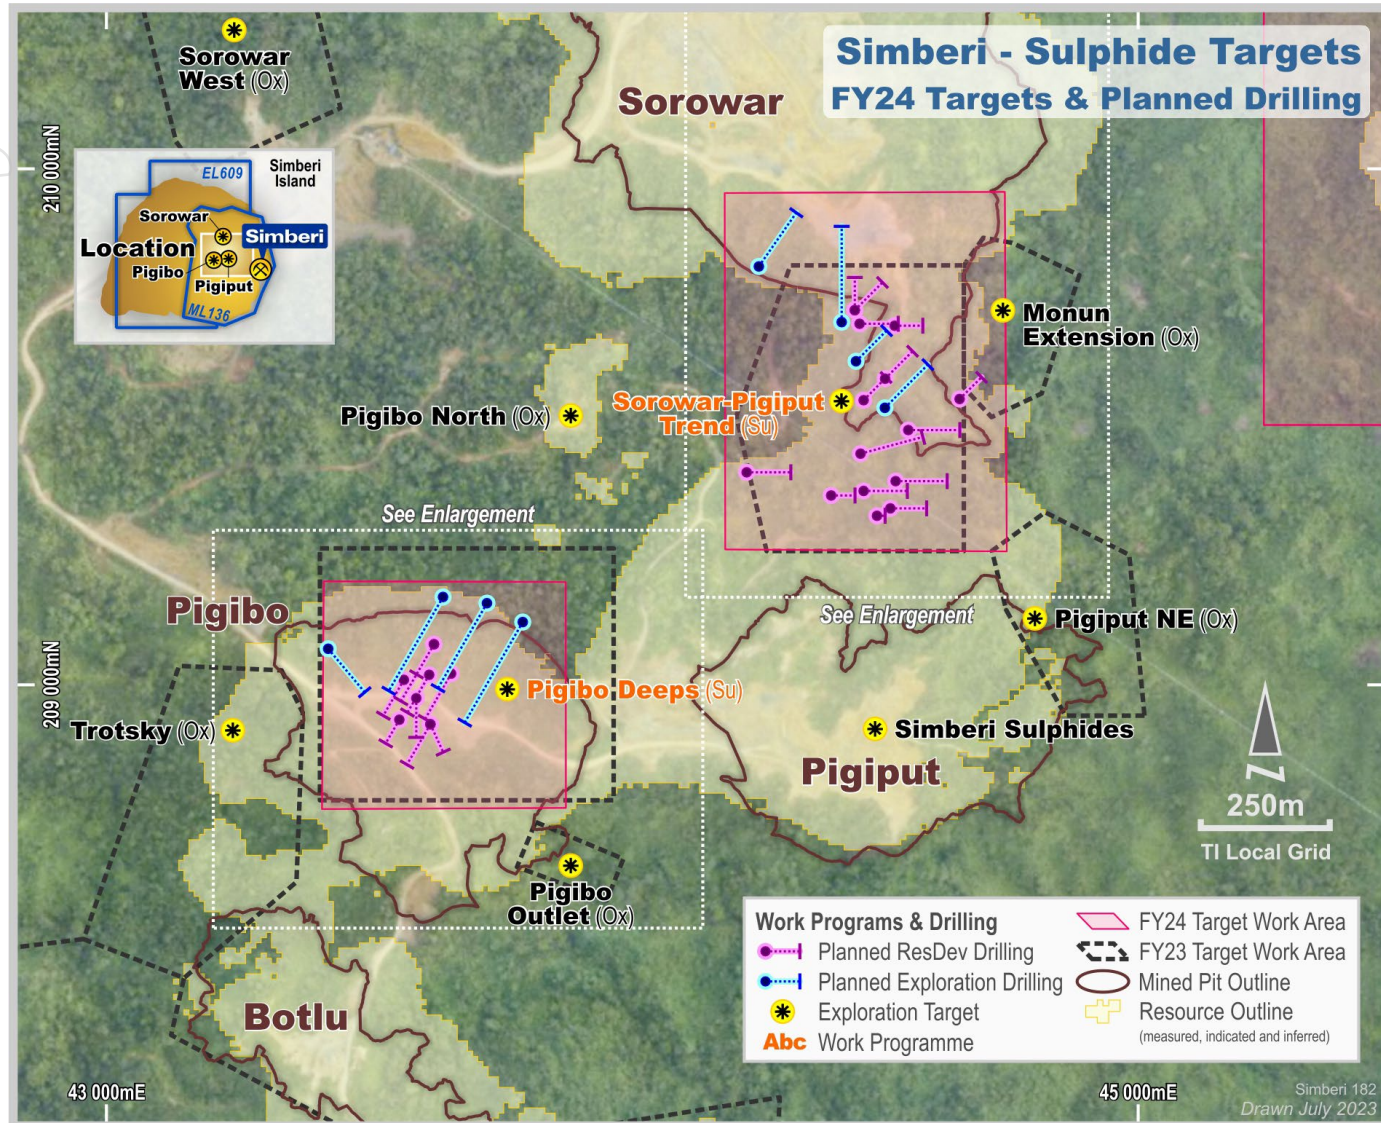 Simberi - Sulphide Targets
FY24 Targets & Planned Drilling
Sorowar
West (Ox)
Sorowar
210 000mN
EL609
Simberi
Island
Sorowar
Location
Simberi
Pigibo
Pigiput
ML136
Monun
Extension (Ox)
Pigibo North (Ox)
Sorowar-Pigiput
Trend (Su)
See Enlargement
See Enlargement
Pigibo
Pigiput NE (Ox)
209 000mN
Pigibo Deeps (Su)
Trotsky (Ox)
Simberi Sulphides
Pigiput
N
250m
TI Local Grid
Pigibo
Outlet (Ox)
Botlu
Work Programs & Drilling
Planned ResDev Drilling
Planned Exploration Drilling
Exploration Target
Abc Work Programme
FY24 Target Work Area
FY23 Target Work Area
Mined Pit Outline
Resource Outline
(measured, indicated and inferred)
43 000mE
45 000mE
Simberi 182
Drawn July 2023